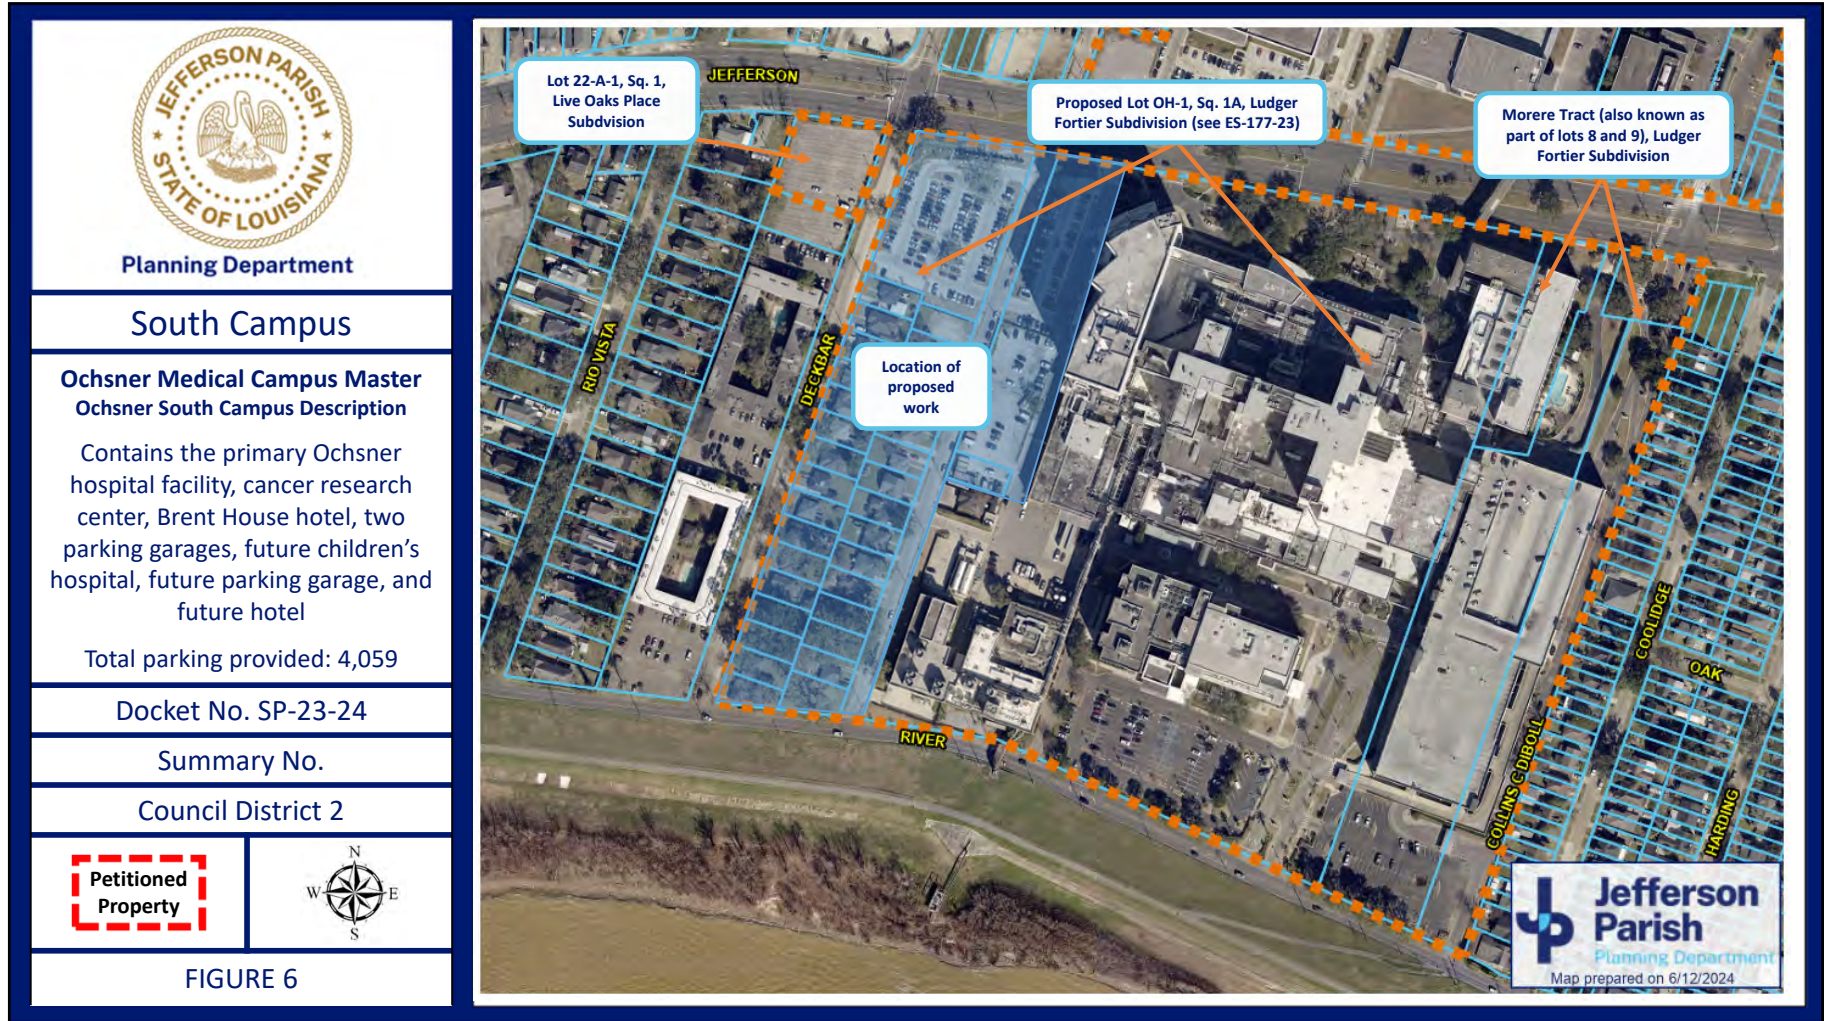 JEFFERSON PARISH
STATE OF LOUISIANA
Planning Department
South Campus
Ochsner Medical Campus Master
Ochsner South Campus Description
Contains the primary Ochsner
hospital facility, cancer research
center, Brent House hotel, two
parking garages, future children’s
hospital, future parking garage, and
future hotel
Total parking provided: 4,059
Docket No. SP-23-24
Summary No.
Council District 2
Petitioned
Property
N
W
E
S
FIGURE 6
JEFFERSON
Lot 22-A-1, Sq. 1,
Live Oaks Place
Subdvision
Proposed Lot OH-1, Sq. 1A, Ludger
Fortier Subdivision (see ES-177-23)
Morere Tract (also known as
part of lots 8 and 9), Ludger
Fortier Subdivision
Location of
proposed
work
RIO VISTA
DECKBAR
RIVER
COOLIDGE
OAK
COLLINS C DIBOLL
HARDING
JP
Jefferson
Parish
Planning Department
Map prepared on 6/12/2024